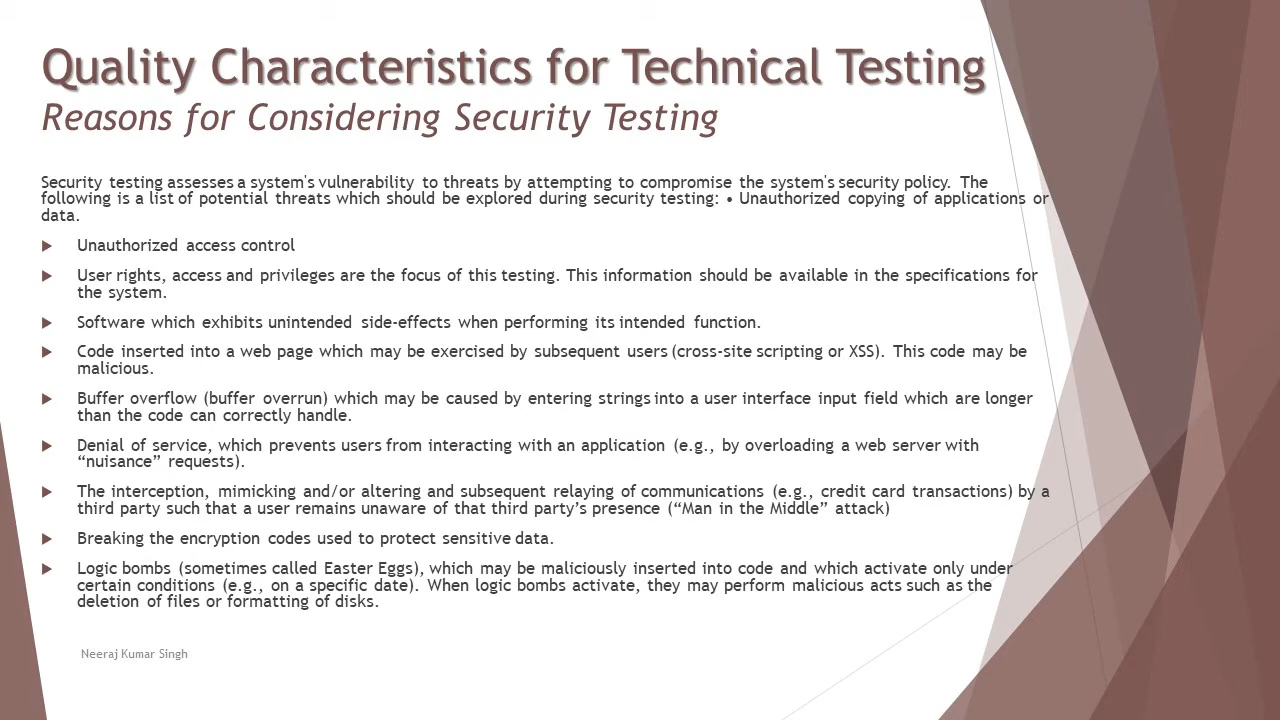 Quality Characteristics for Technical Testing
Reasons for Considering Security Testing
Security testing assesses a system's vulnerability to threats by attempting to compromise the system's security policy. The
following is a list of potential threats which should be explored during security testing: • Unauthorized copying of applications or
data.
Unauthorized access control
User rights, access and privileges are the focus of this testing. This information should be available in the specifications for
the system.
Software which exhibits unintended side-effects when performing its intended function.
Code inserted into a web page which may be exercised by subsequent users (cross-site scripting or XSS). This code may be
malicious.
Buffer overflow (buffer overrun) which may be caused by entering strings into a user interface input field which are longer
than the code can correctly handle.
Denial of service, which prevents users from interacting with an application (e.g., by overloading a web server with
“nuisance” requests).
The interception, mimicking and/or altering and subsequent relaying of communications (e.g., credit card transactions) by a
third party such that a user remains unaware of that third party’s presence (“Man in the Middle” attack)
Breaking the encryption codes used to protect sensitive data.
Logic bombs (sometimes called Easter Eggs), which may be maliciously inserted into code and which activate only under
certain conditions (e.g., on a specific date). When logic bombs activate, they may perform malicious acts such as the
deletion of files or formatting of disks.
Neeraj Kumar Singh